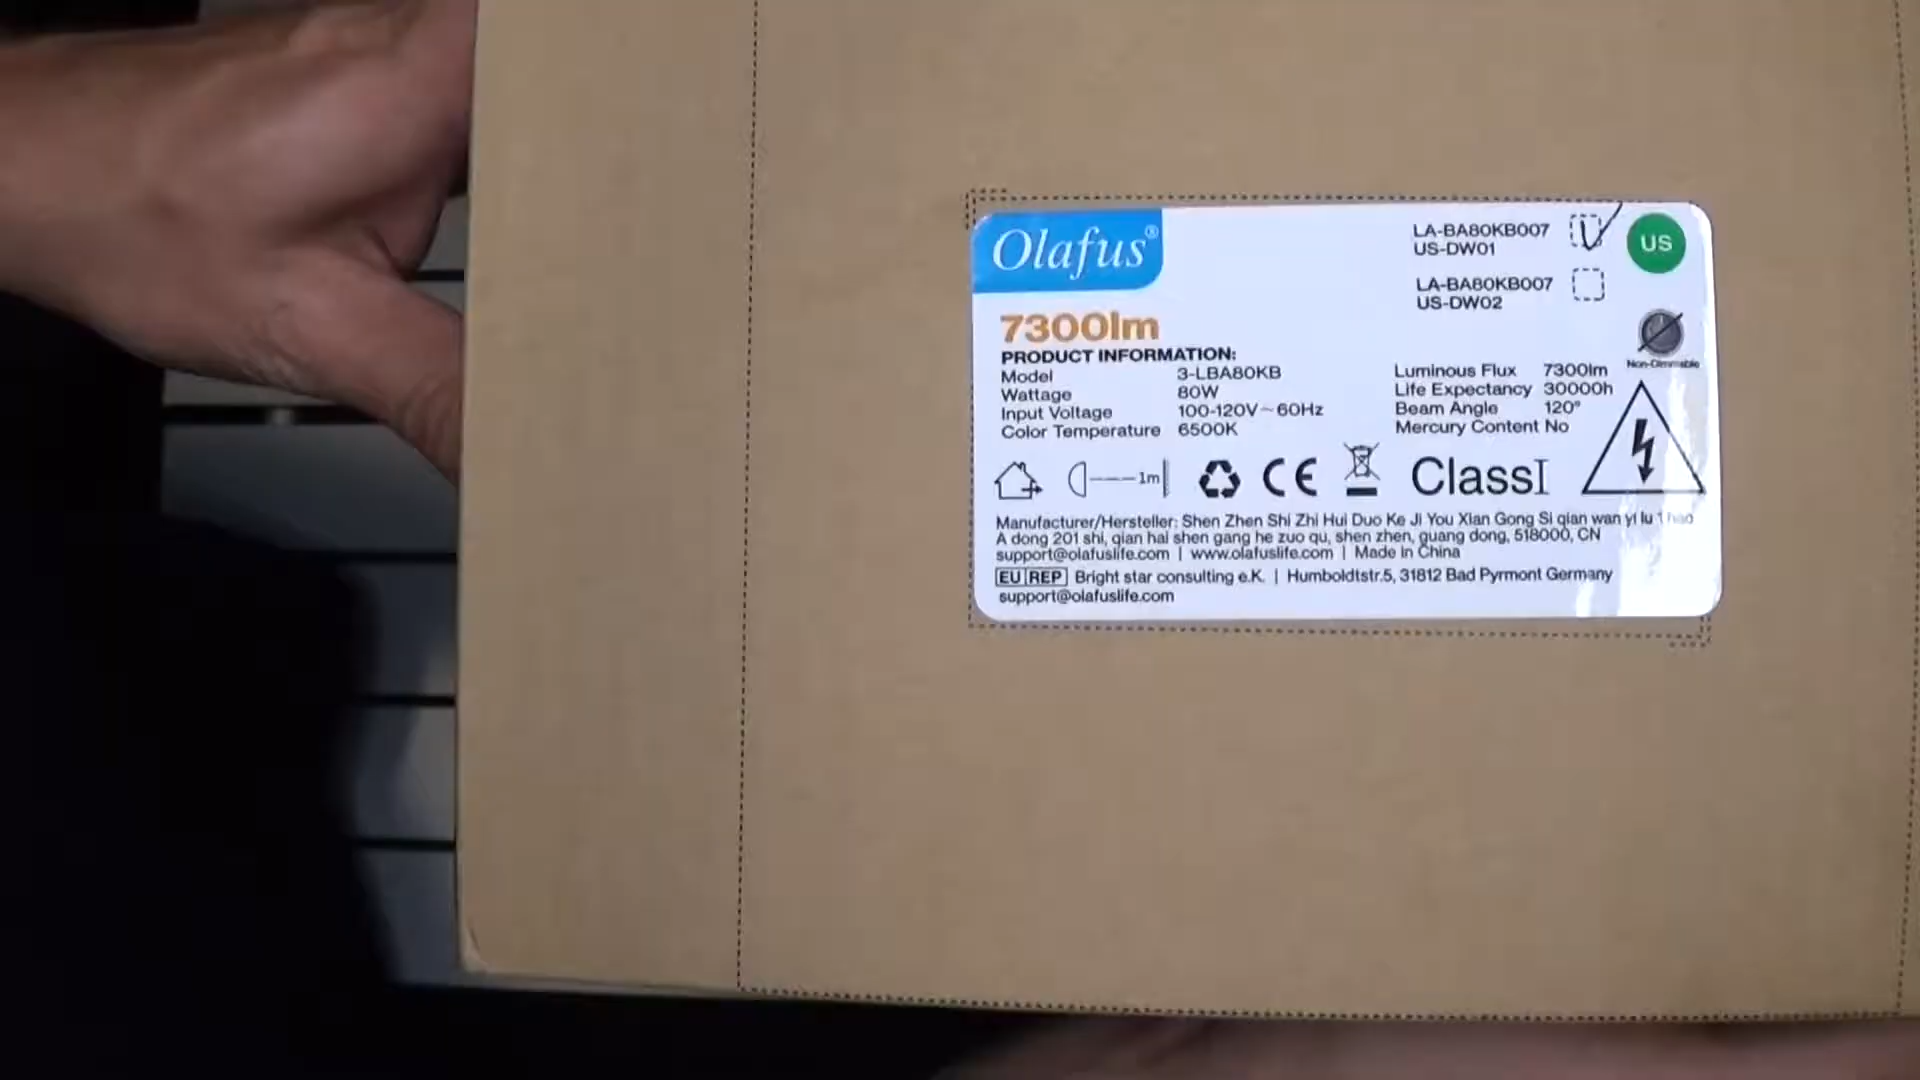 Olafus®
LA-BA80KB007
US-DW01
US
LA-BA80KB007
US-DW02
7300lm
Non-Dimmable
PRODUCT INFORMATION:
Model 3-LBA80KB
Wattage 80W
Input Voltage 100-120V~60Hz
Color Temperature 6500K
Luminous Flux 7300lm
Life Expectancy 30000h
Beam Angle 120°
Mercury Content No
1m
CE
ClassI
Manufacturer/Hersteller: Shen Zhen Shi Zhi Hui Duo Ke Ji You Xian Gong Si qian wan yi lu 1 hao
A dong 201 shi, qian hai shen gang he zuo qu, shen zhen, guang dong, 518000, CN
support@olafuslife.com | www.olafuslife.com | Made in China
EU REP Bright star consulting e.K. | Humboldtstr.5, 31812 Bad Pyrmont Germany
support@olafuslife.com